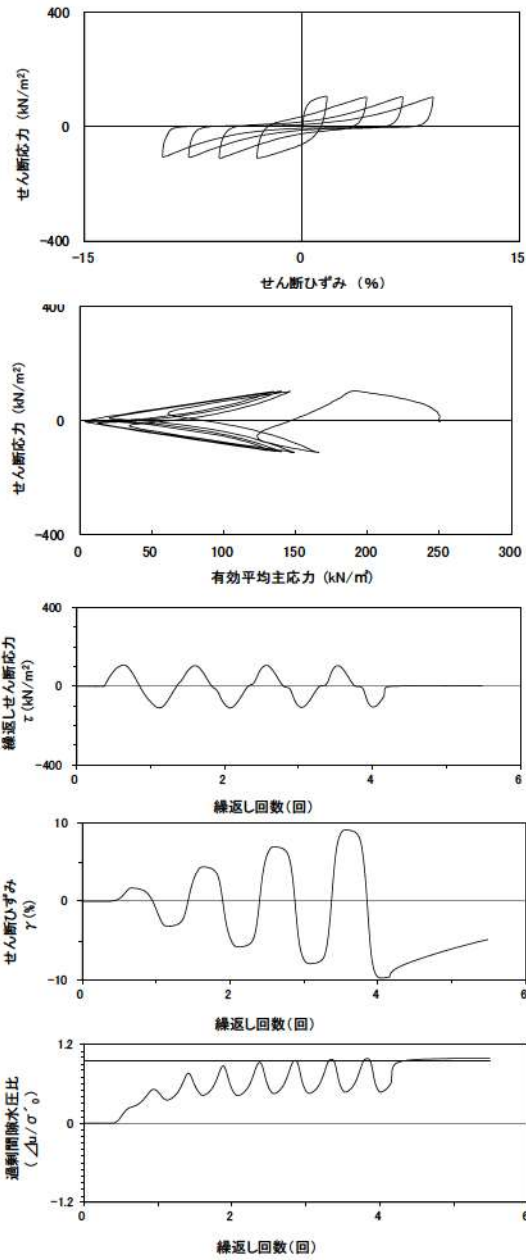 400
0
-400
せん断応力 (kN/m²)
-15
0
15
せん断ひずみ (%)
400
0
-400
せん断応力 (kN/m²)
0
50
100
150
200
250
300
有効平均主応力 (kN/㎡)
400
0
-400
繰返しせん断応力
τ(kN/m²)
0
2
4
6
繰返し回数(回)
10
0
-10
せん断ひずみ
γ(%)
0
2
4
6
繰返し回数(回)
1.2
0
-1.2
過剰間隙水圧比
(⊿u/σ´₀)
0
2
4
6
繰返し回数(回)